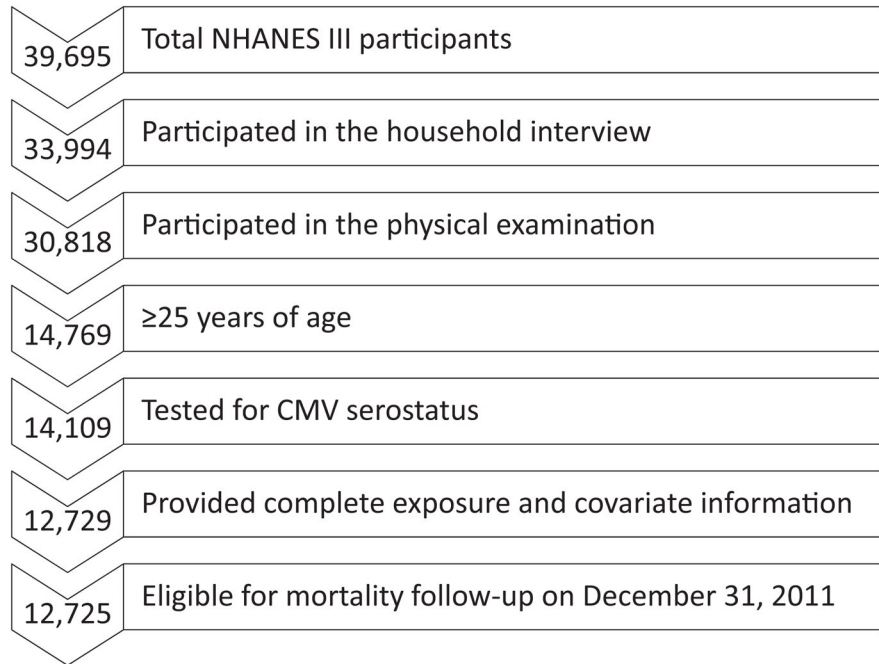 39,695 Total NHANES III participants
33,994 Participated in the household interview
30,818 Participated in the physical examination
14,769 ≥25 years of age
14,109 Tested for CMV serostatus
12,729 Provided complete exposure and covariate information
12,725 Eligible for mortality follow-up on December 31, 2011